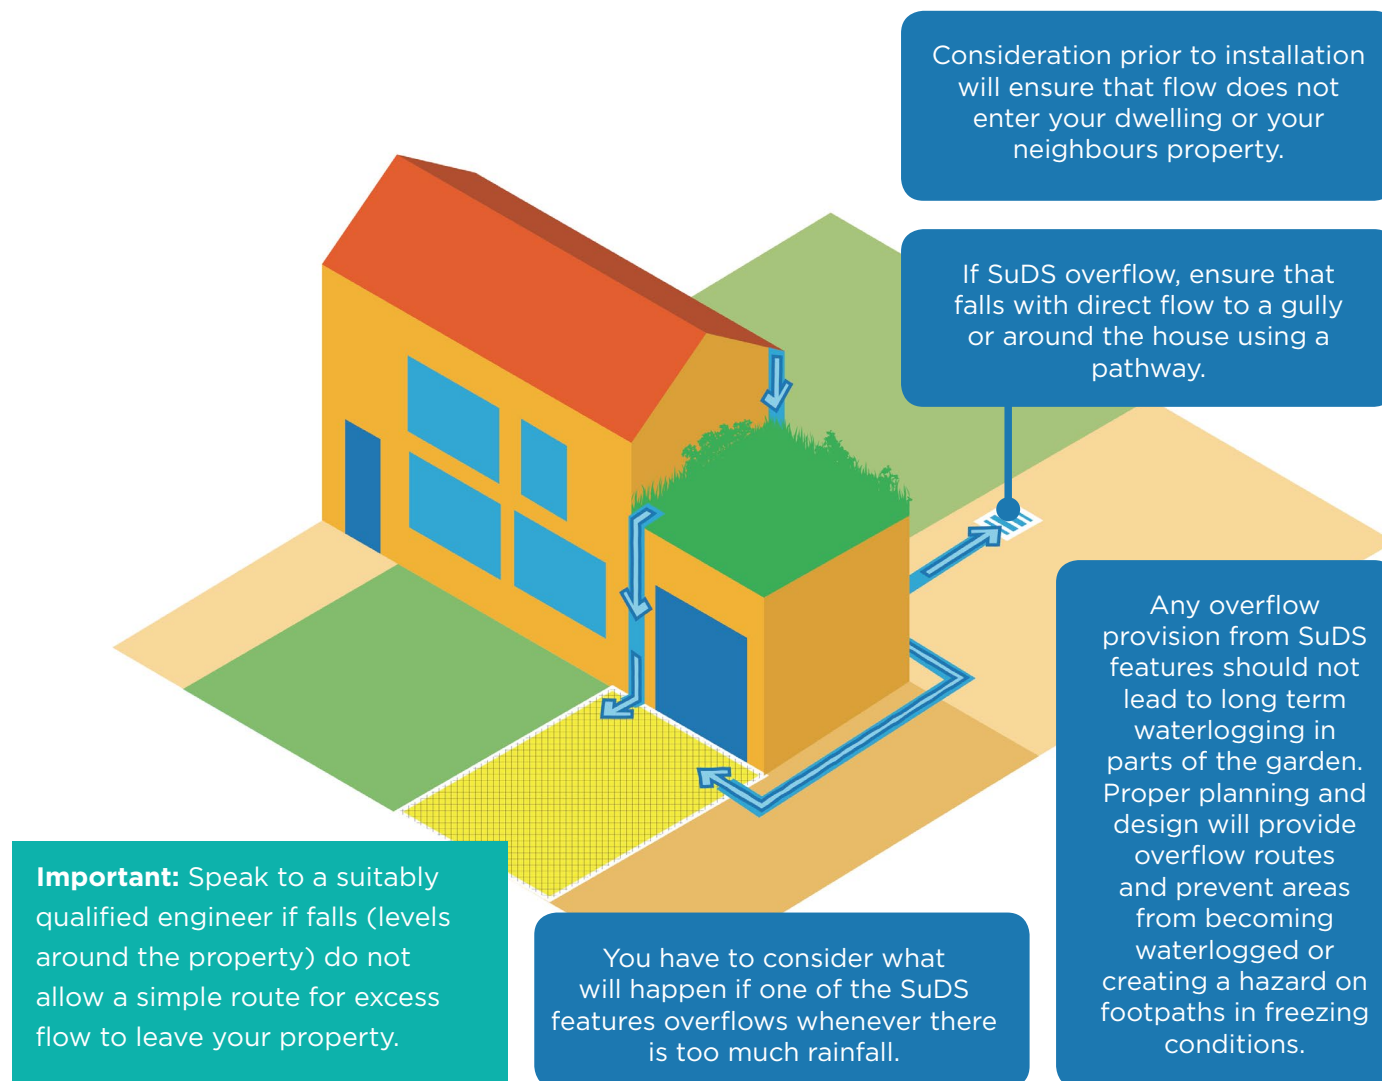 Consideration prior to installation
will ensure that flow does not
enter your dwelling or your
neighbours property.
If SuDS overflow, ensure that
falls with direct flow to a gully
or around the house using a
pathway.
Any overflow
provision from SuDS
features should not
lead to long term
waterlogging in
parts of the garden.
Proper planning and
design will provide
overflow routes
and prevent areas
from becoming
waterlogged or
creating a hazard on
footpaths in freezing
conditions.
Important: Speak to a suitably
qualified engineer if falls (levels
around the property) do not
allow a simple route for excess
flow to leave your property.
You have to consider what
will happen if one of the SuDS
features overflows whenever there
is too much rainfall.